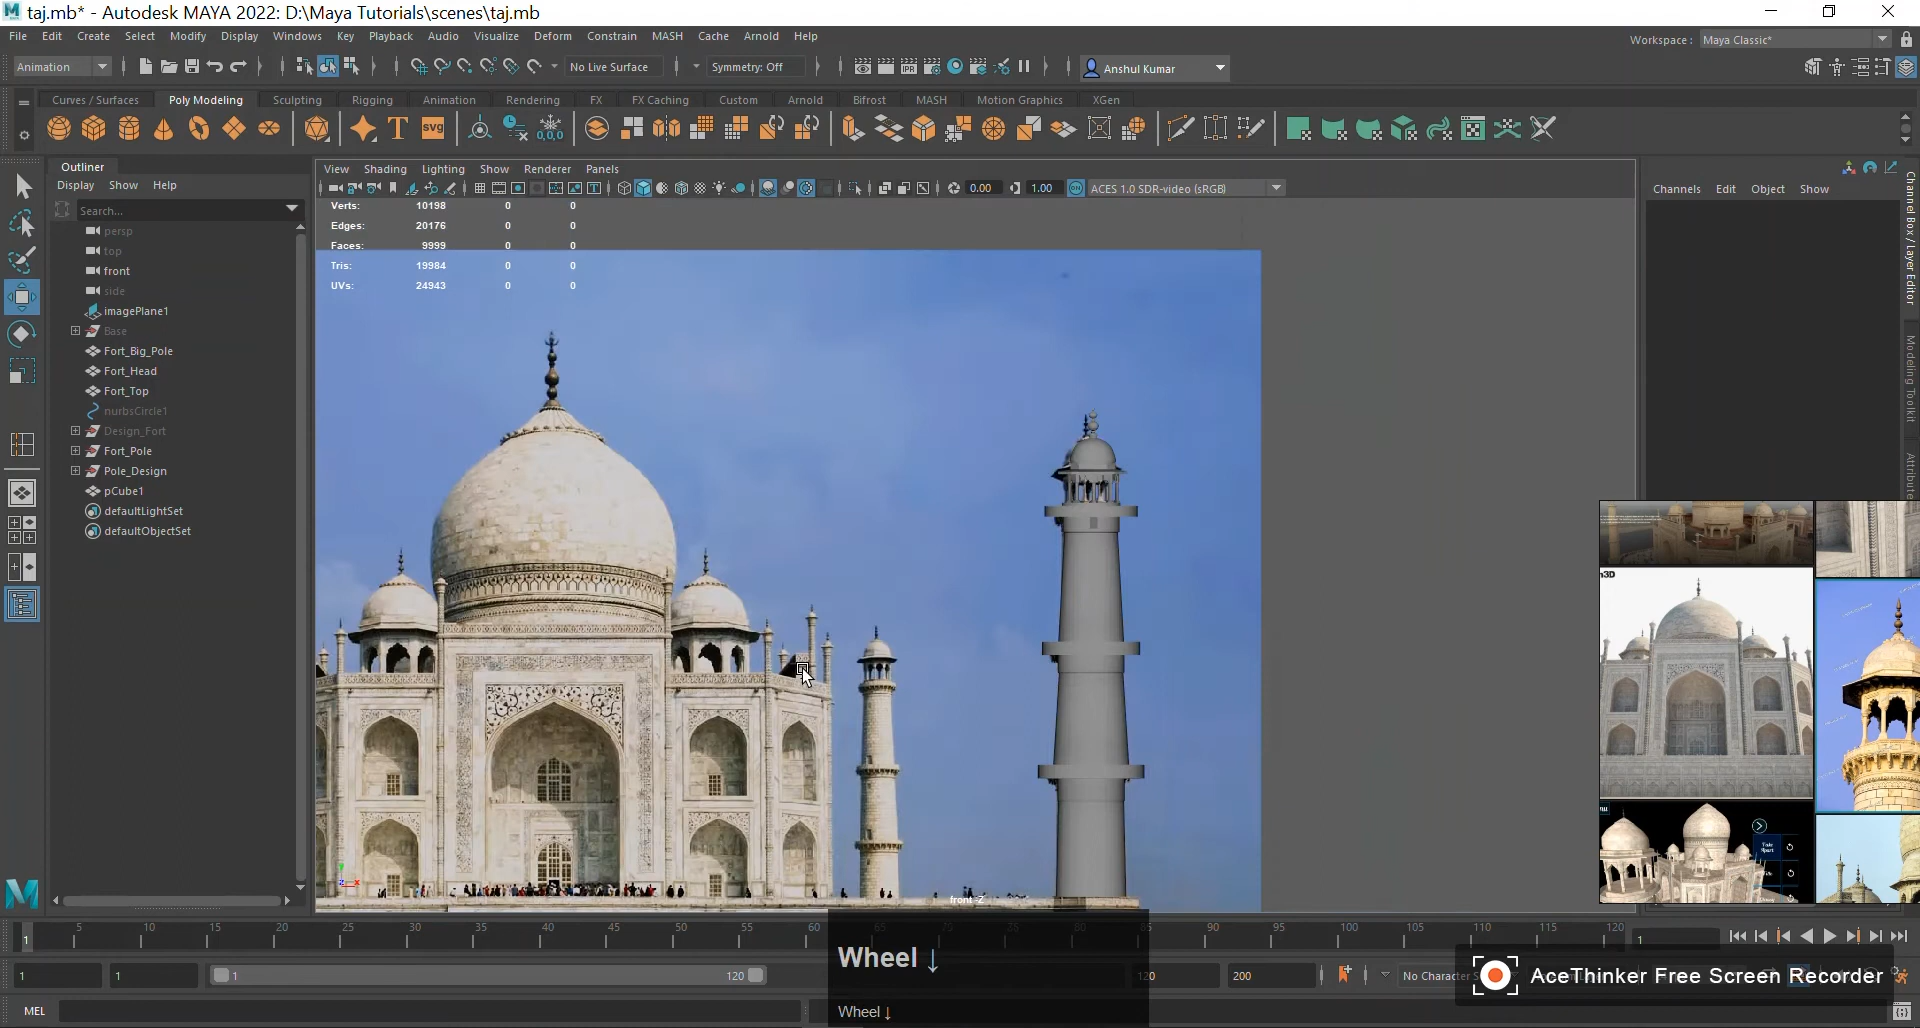 taj.mb* - Autodesk MAYA 2022: D:\Maya Tutorials\scenes\taj.mb
File Edit Create Select Modify Display Windows Key Playback Audio Visualize Deform Constrain MASH Cache Arnold Help
Workspace: Maya Classic*
Animation
No Live Surface
Symmetry: Off
Anshul Kumar
Curves / Surfaces Poly Modeling Sculpting Rigging Animation Rendering FX FX Caching Custom Arnold Bifrost MASH Motion Graphics XGen
Outliner
Display Show Help
Search...
persp
top
front
side
imagePlane1
Base
Fort_Big_Pole
Fort_Head
Fort_Top
nurbsCircle1
Design_Fort
Fort_Pole
Pole_Design
pCube1
defaultLightSet
defaultObjectSet
View Shading Lighting Show Renderer Panels
0.00
1.00
ACES 1.0 SDR-video (sRGB)
Verts: 10198 0 0
Edges: 20176 0 0
Faces: 9999 0 0
Tris: 19984 0 0
UVs: 24943 0 0
front -Z
Channels Edit Object Show
Channel Box / Layer Editor
Modeling Toolkit
n3D
1
5 10 15 20 25 30 35 40 45 50 55 60 65 75 80 85 90 95 100 105 110 115 120
1
1
1
1
120
120
200
No Character S
Wheel ↓
Wheel ↓
AceThinker Free Screen Recorder
MEL